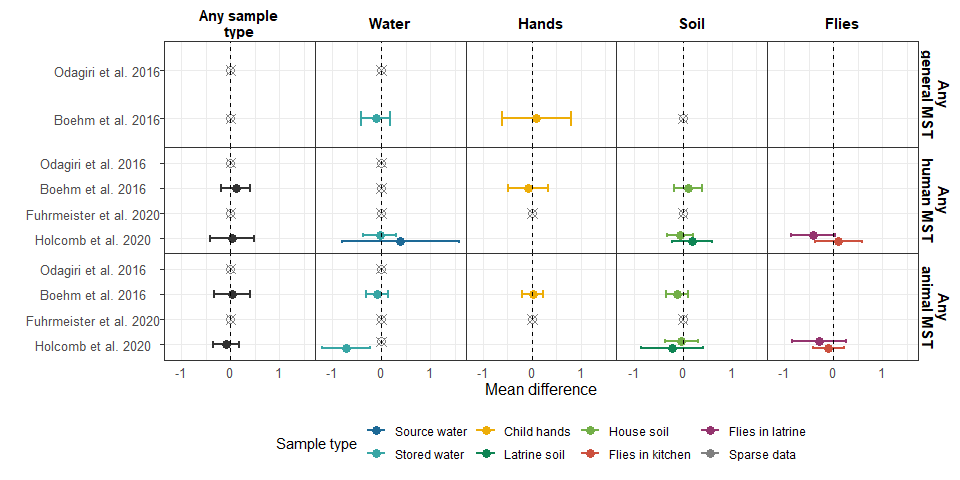 Any sample
type
Water
Hands
Soil
Flies
Odagiri et al. 2016
Boehm et al. 2016
Any
general MST
Odagiri et al. 2016
Boehm et al. 2016
Fuhrmeister et al. 2020
Holcomb et al. 2020
Any
human MST
Odagiri et al. 2016
Boehm et al. 2016
Fuhrmeister et al. 2020
Holcomb et al. 2020
Any
animal MST
-1 0 1 -1 0 1 -1 0 1 -1 0 1 -1 0 1
Mean difference
Sample type
Source water Child hands House soil Flies in latrine
Stored water Latrine soil Flies in kitchen Sparse data